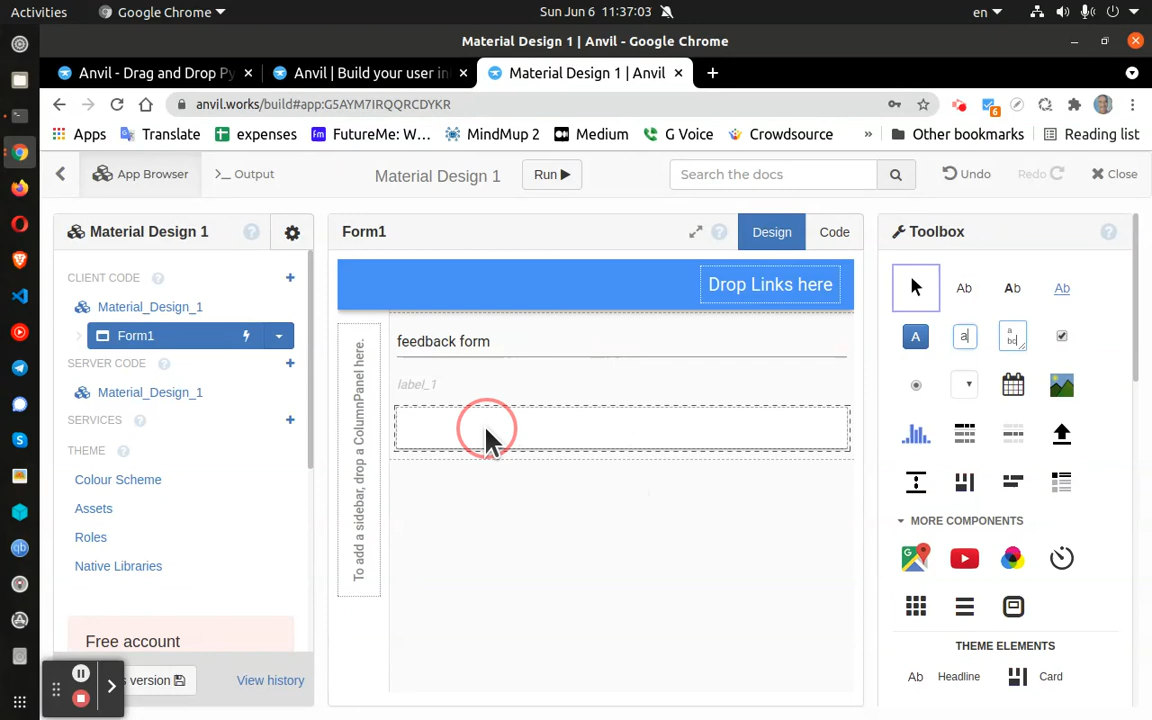 Activities
Google Chrome
Sun Jun 6 11:37:03
en
Material Design 1 | Anvil - Google Chrome
Anvil - Drag and Drop Py
Anvil | Build your user in
Material Design 1 | Anvil
anvil.works/build#app:G5AYM7IRQQRCDYKR
Apps
Translate
expenses
FutureMe: W...
MindMup 2
Medium
G Voice
Crowdsource
»
Other bookmarks
Reading list
App Browser
>_ Output
Material Design 1
Run
Search the docs
Undo
Redo
Close
Material Design 1
CLIENT CODE
Material_Design_1
Form1
SERVER CODE
Material_Design_1
SERVICES
THEME
Colour Scheme
Assets
Roles
Native Libraries
Free account
version
View history
Form1
Design
Code
Drop Links here
To add a sidebar, drop a ColumnPanel here.
feedback form
label_1
Toolbox
Ab
Ab
Ab
A
a
a
bc
MORE COMPONENTS
THEME ELEMENTS
Ab Headline
Card